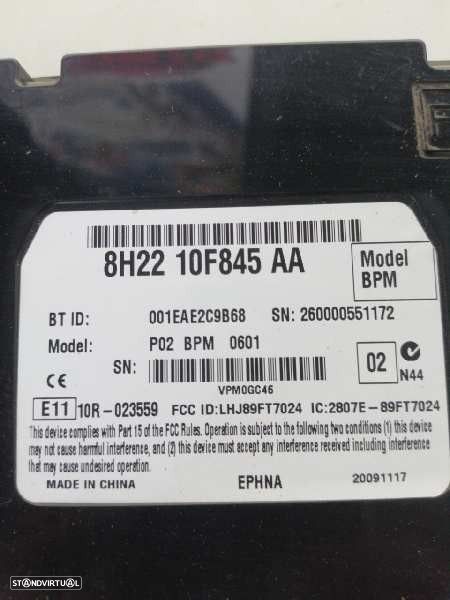 8H22 10F845 AA
Model
BPM
BT ID: 001EAE2C9B68 SN: 260000551172
Model: P02 BPM 0601
SN:
VPM0GC46
02
N44
CE
E11 10R-023559 FCC ID:LHJ89FT7024 IC:2807E-89FT7024
This device complies with Part 15 of the FCC Rules. Operation is subject to the following two conditions (1) this device
may not cause harmful interference, and (2) this device must accept any interference received including interference
that can cause undesired operation.
MADE IN CHINA EPHNA 20091117
STANDVIRTUAL